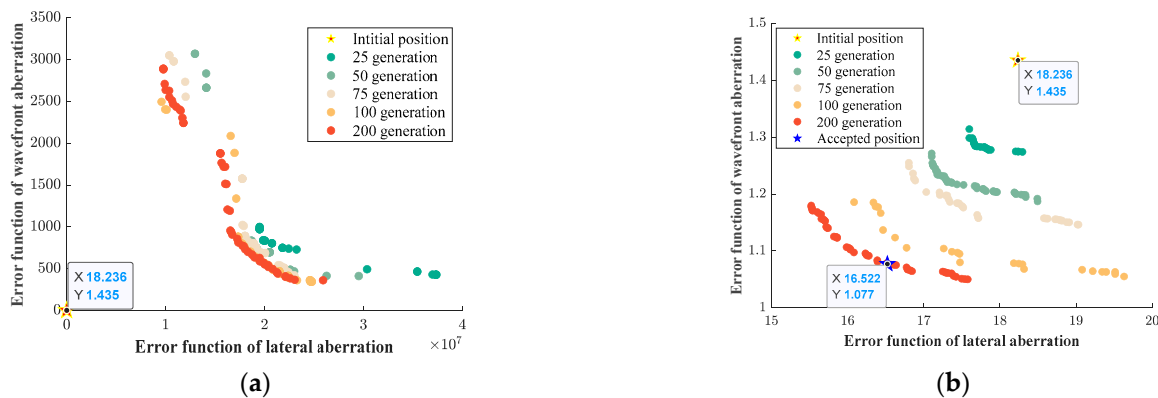 3500
3000
2500
2000
1500
1000
500
0
Error function of wavefront aberration
Intitial position
25 generation
50 generation
75 generation
100 generation
200 generation
X 18.236
Y 1.435
0
1
2
3
4
×10⁷
Error function of lateral aberration
(a)
1.5
1.4
1.3
1.2
1.1
1
Error function of wavefront aberration
Intitial position
25 generation
50 generation
75 generation
100 generation
200 generation
Accepted position
X 18.236
Y 1.435
X 16.522
Y 1.077
15
16
17
18
19
20
Error function of lateral aberration
(b)